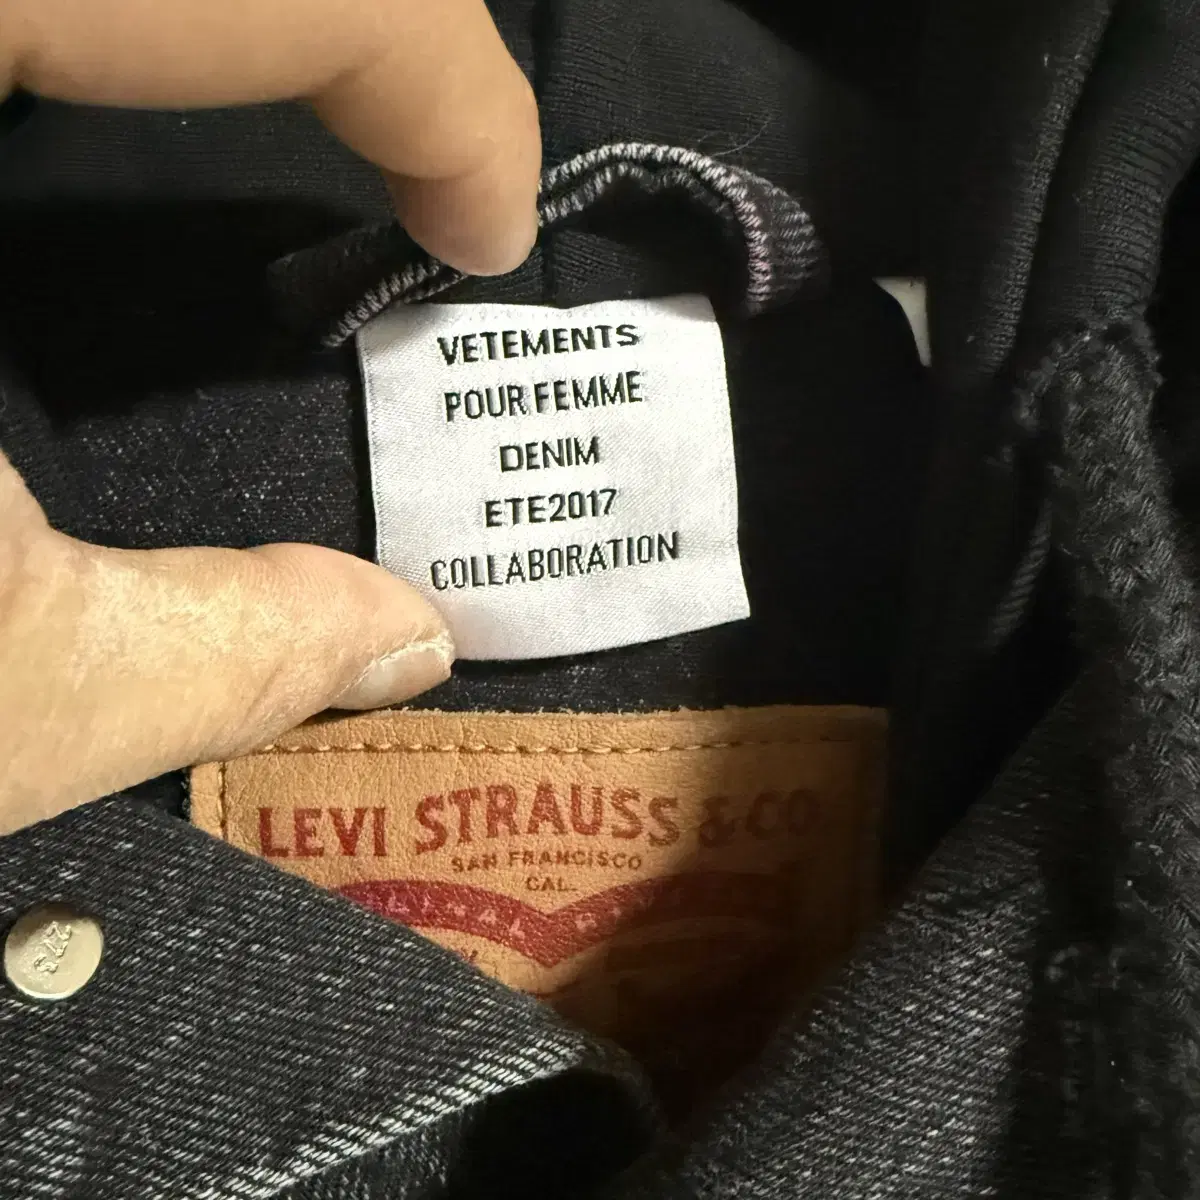 VETEMENTS
POUR FEMME
DENIM
ETE2017
COLLABORATION
LEVI STRAUSS & CO
SAN FRANCISCO
CAL.